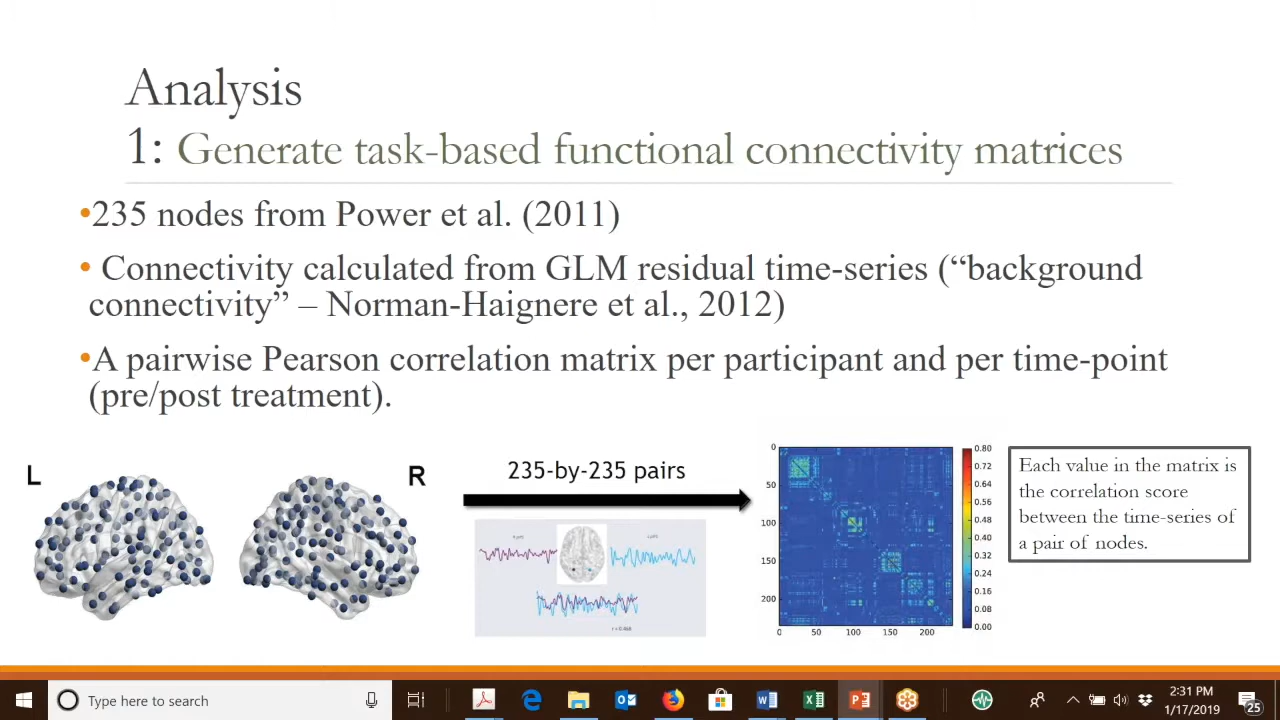 Analysis
1: Generate task-based functional connectivity matrices
•235 nodes from Power et al. (2011)
• Connectivity calculated from GLM residual time-series (“background
connectivity” – Norman-Haignere et al., 2012)
•A pairwise Pearson correlation matrix per participant and per time-point
(pre/post treatment).
L
R
235-by-235 pairs
0
50
100
150
200
0 50 100 150 200
0.80
0.72
0.64
0.56
0.48
0.40
0.32
0.24
0.16
0.08
0.00
Each value in the matrix is
the correlation score
between the time-series of
a pair of nodes.
Type here to search
2:31 PM
1/17/2019
25